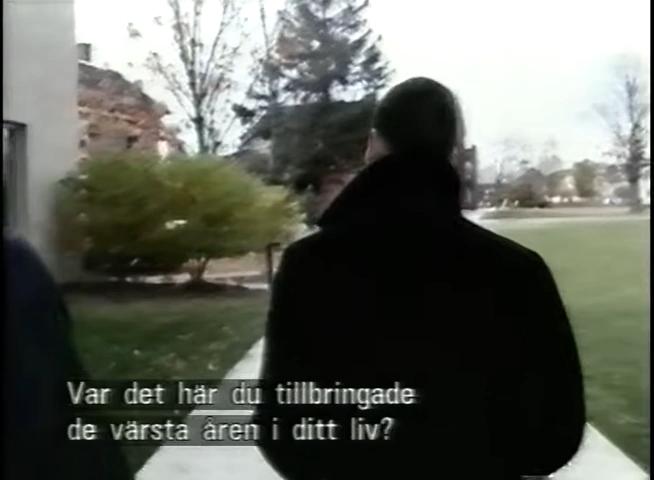 Var det här du tillbringade
de värsta åren i ditt liv?